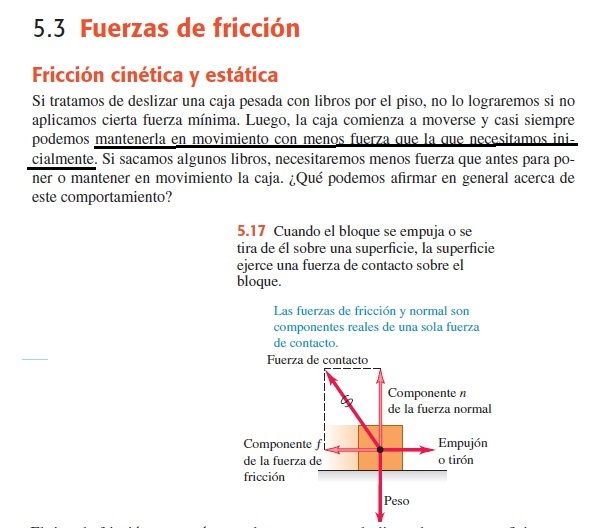 5.3 Fuerzas de fricción
Fricción cinética y estática
Si tratamos de deslizar una caja pesada con libros por el piso, no lo lograremos si no
aplicamos cierta fuerza mínima. Luego, la caja comienza a moverse y casi siempre
podemos mantenerla en movimiento con menos fuerza que la que necesitamos ini-
cialmente. Si sacamos algunos libros, necesitaremos menos fuerza que antes para po-
ner o mantener en movimiento la caja. ¿Qué podemos afirmar en general acerca de
este comportamiento?
5.17 Cuando el bloque se empuja o se
tira de él sobre una superficie, la superficie
ejerce una fuerza de contacto sobre el
bloque.
Las fuerzas de fricción y normal son
componentes reales de una sola fuerza
de contacto.
Fuerza de contacto
Componente n
de la fuerza normal
Componente f
de la fuerza de
fricción
Empujón
o tirón
Peso